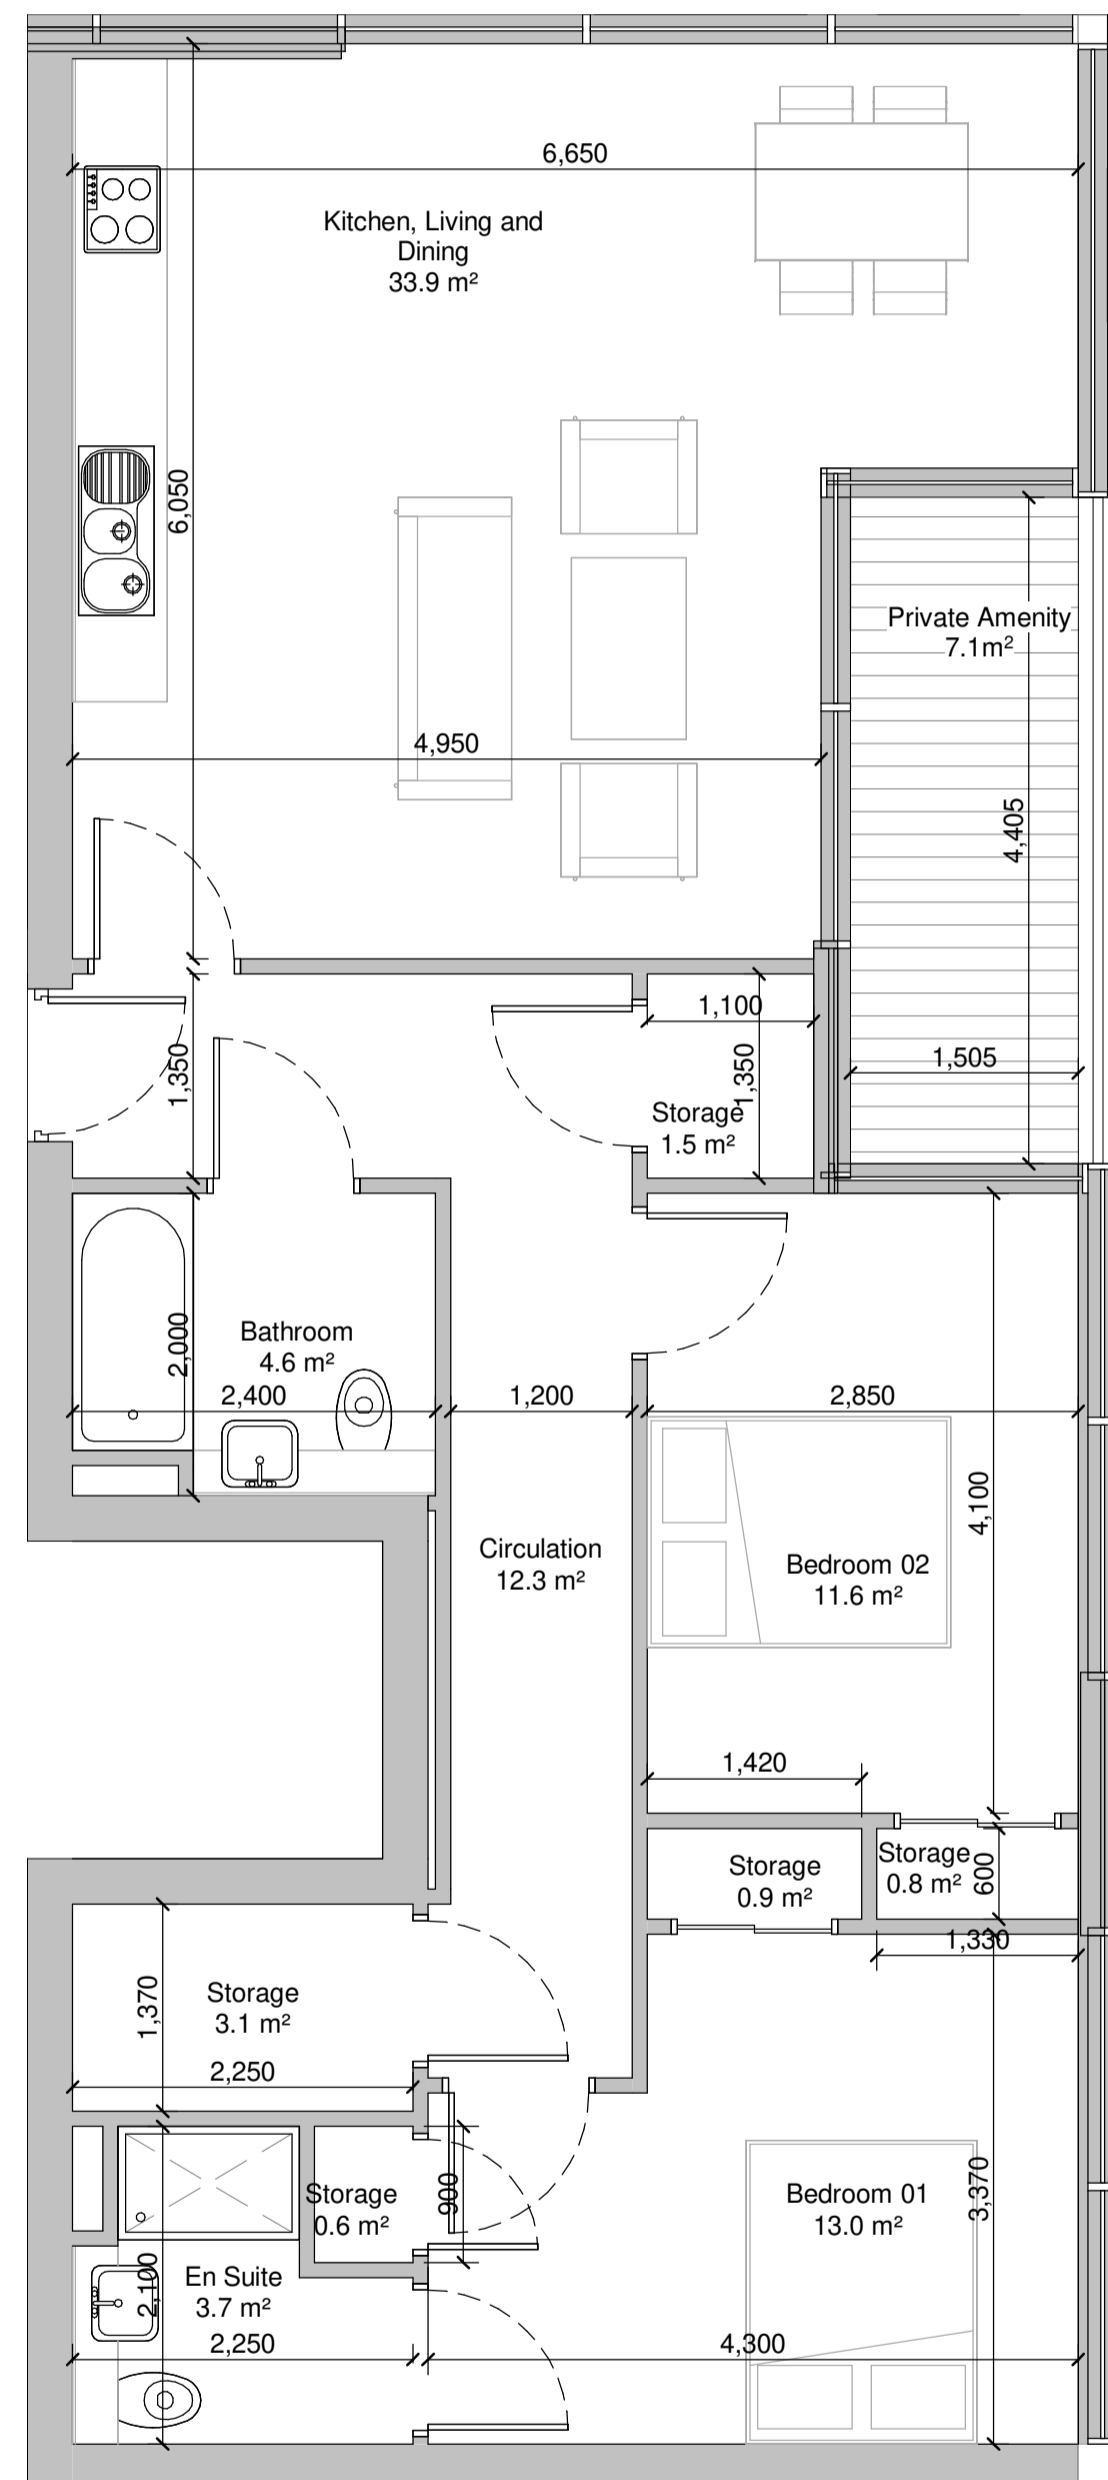 6,650
Kitchen, Living and
Dining
33.9 m²
6,050
Private Amenity
7.1m²
4,950
4,405
1,100
1,350
1,350
1,505
Storage
1.5 m²
2,000
Bathroom
4.6 m²
2,400
1,200
2,850
4,100
Circulation
12.3 m²
Bedroom 02
11.6 m²
1,420
Storage
0.9 m²
Storage
0.8 m²
600
1,330
1,370
Storage
3.1 m²
2,250
900
Storage
0.6 m²
Bedroom 01
13.0 m²
3,370
2,100
En Suite
3.7 m²
2,250
4,300